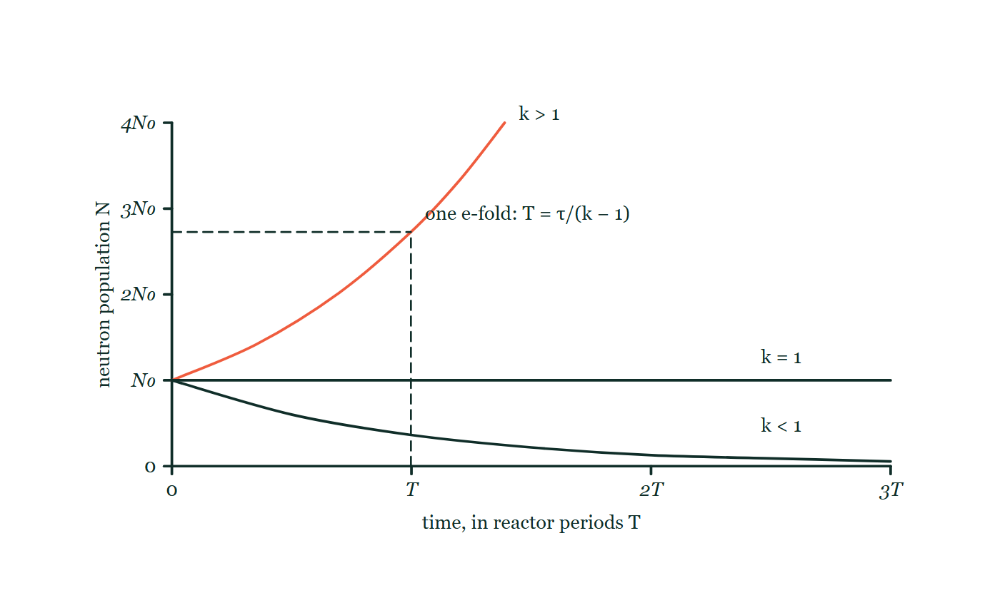 k > 1
4N0
one e-fold: T = τ/(k − 1)
3N0
neutron population N
2N0
k = 1
N0
k < 1
0
0
T
2T
3T
time, in reactor periods T